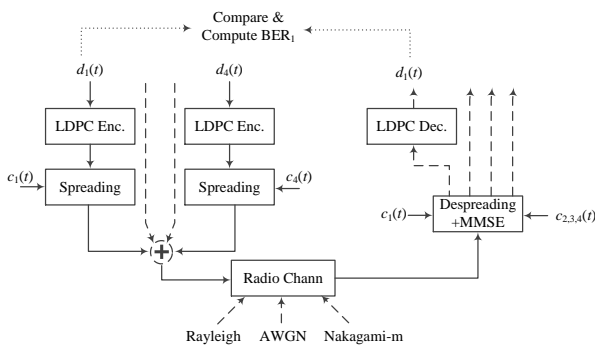 Compare &
Compute BER₁
d₁(t)
d₄(t)
d₁(t)
LDPC Enc.
LDPC Enc.
LDPC Dec.
c₁(t)
Spreading
Spreading
c₄(t)
c₁(t)
Despreading
+MMSE
c₂,₃,₄(t)
+
Radio Chann
Rayleigh
AWGN
Nakagami-m